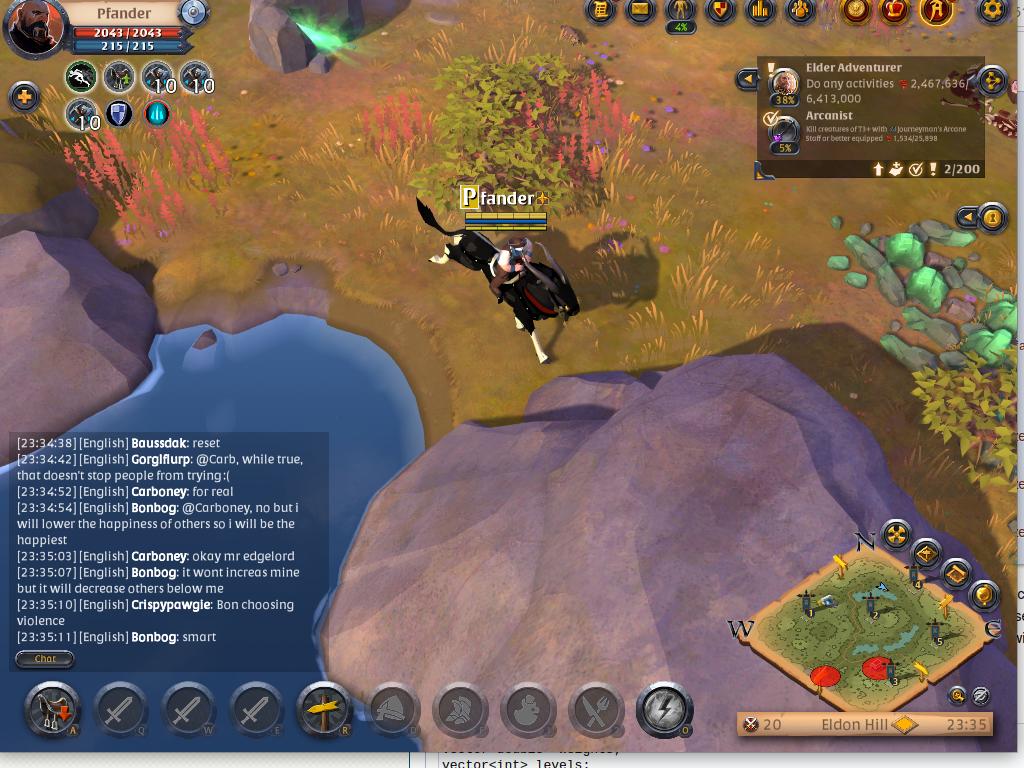 Pfander
2043 / 2043
215 / 215
4%
10
10
10
Elder Adventurer
Do any activities 2,467,636/
6,413,000
38%
Arcanist
Kill creatures of T3+ with Journeyman's Arcane
Staff or better equipped 1,534/25,898
5%
2/200
Pfander
[23:34:38] [English] Baussdak: reset
[23:34:42] [English] Gorglflurp: @Carb, while true,
that doesn't stop people from trying :(
[23:34:52] [English] Carboney: for real
[23:34:54] [English] Bonbog: @Carboney, no but i
will lower the happiness of others so i will be the
happiest
[23:35:03] [English] Carboney: okay mr edgelord
[23:35:07] [English] Bonbog: it wont increas mine
but it will decrease others below me
[23:35:10] [English] Crispypawgie: Bon choosing
violence
[23:35:11] [English] Bonbog: smart
Chat
A
Q
W
E
R
D
F
O
N
W
E
1
2
3
4
5
20
Eldon Hill
23:35
vector<int> levels;